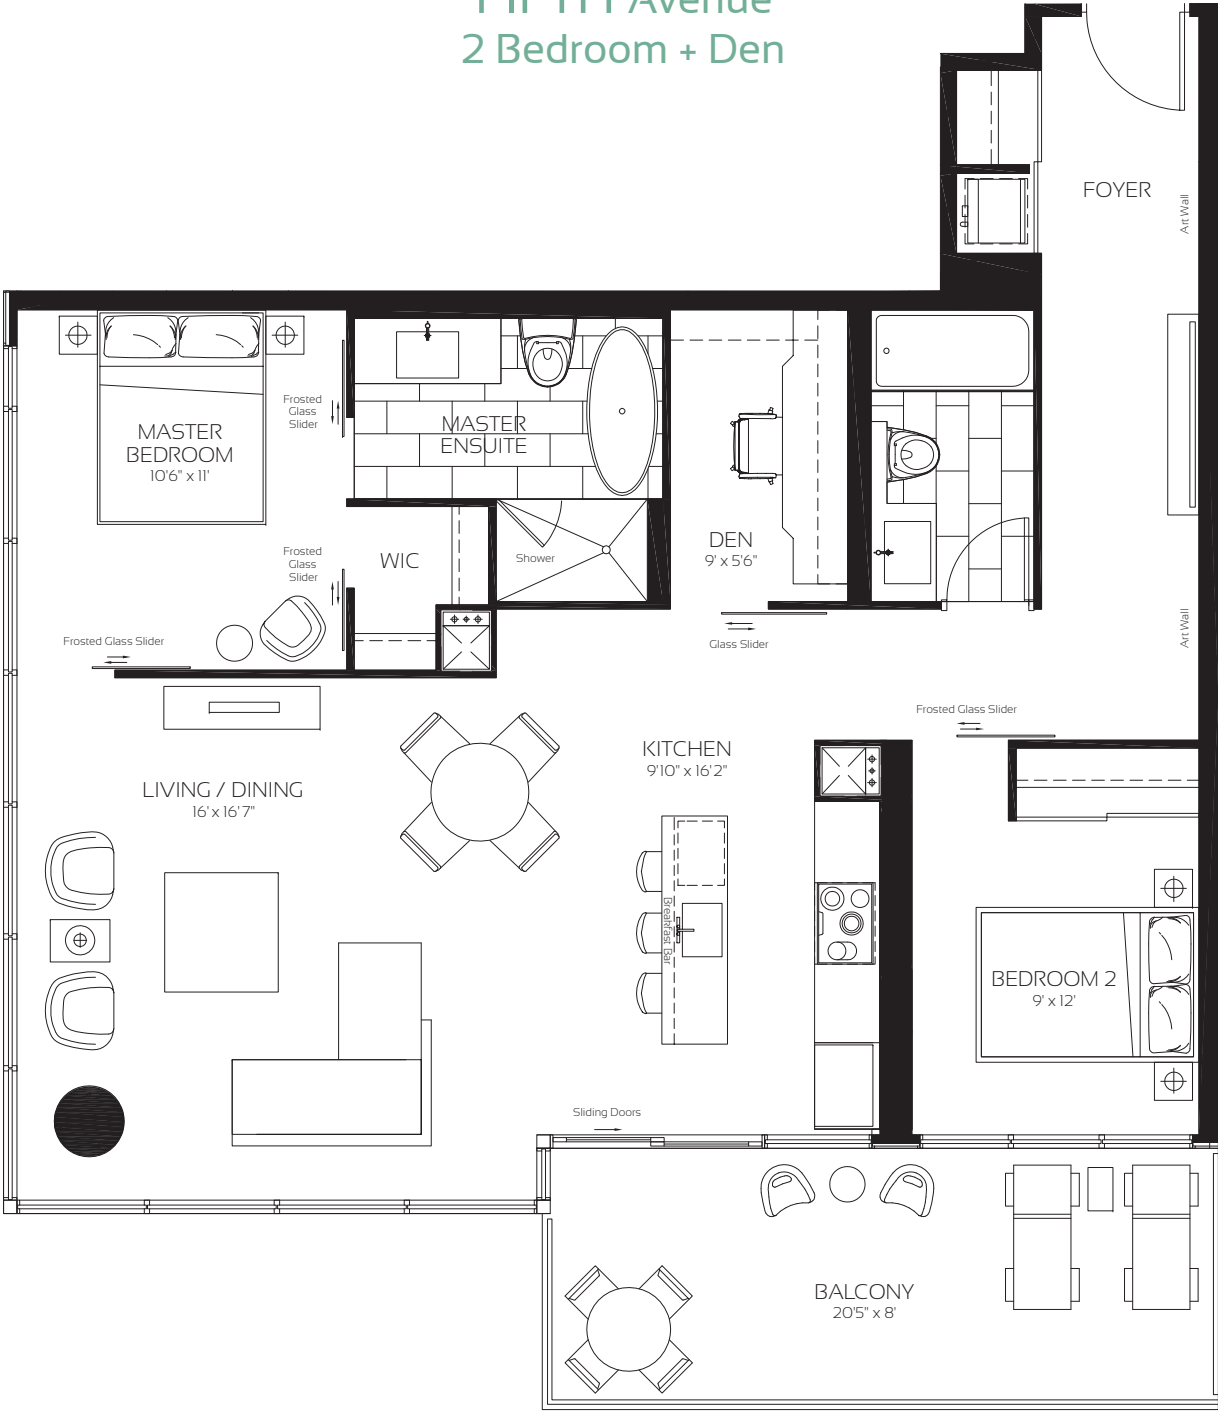 FIFTH Avenue
2 Bedroom + Den
FOYER
Art Wall
Frosted
Glass
Slider
MASTER
BEDROOM
10'6" x 11'
MASTER
ENSUITE
Frosted
Glass
Slider
WIC
Shower
DEN
9' x 5'6"
Frosted Glass Slider
Glass Slider
Art Wall
Frosted Glass Slider
KITCHEN
9'10" x 16'2"
LIVING / DINING
16' x 16'7"
Breakfast Bar
BEDROOM 2
9' x 12'
Sliding Doors
BALCONY
20'5" x 8'